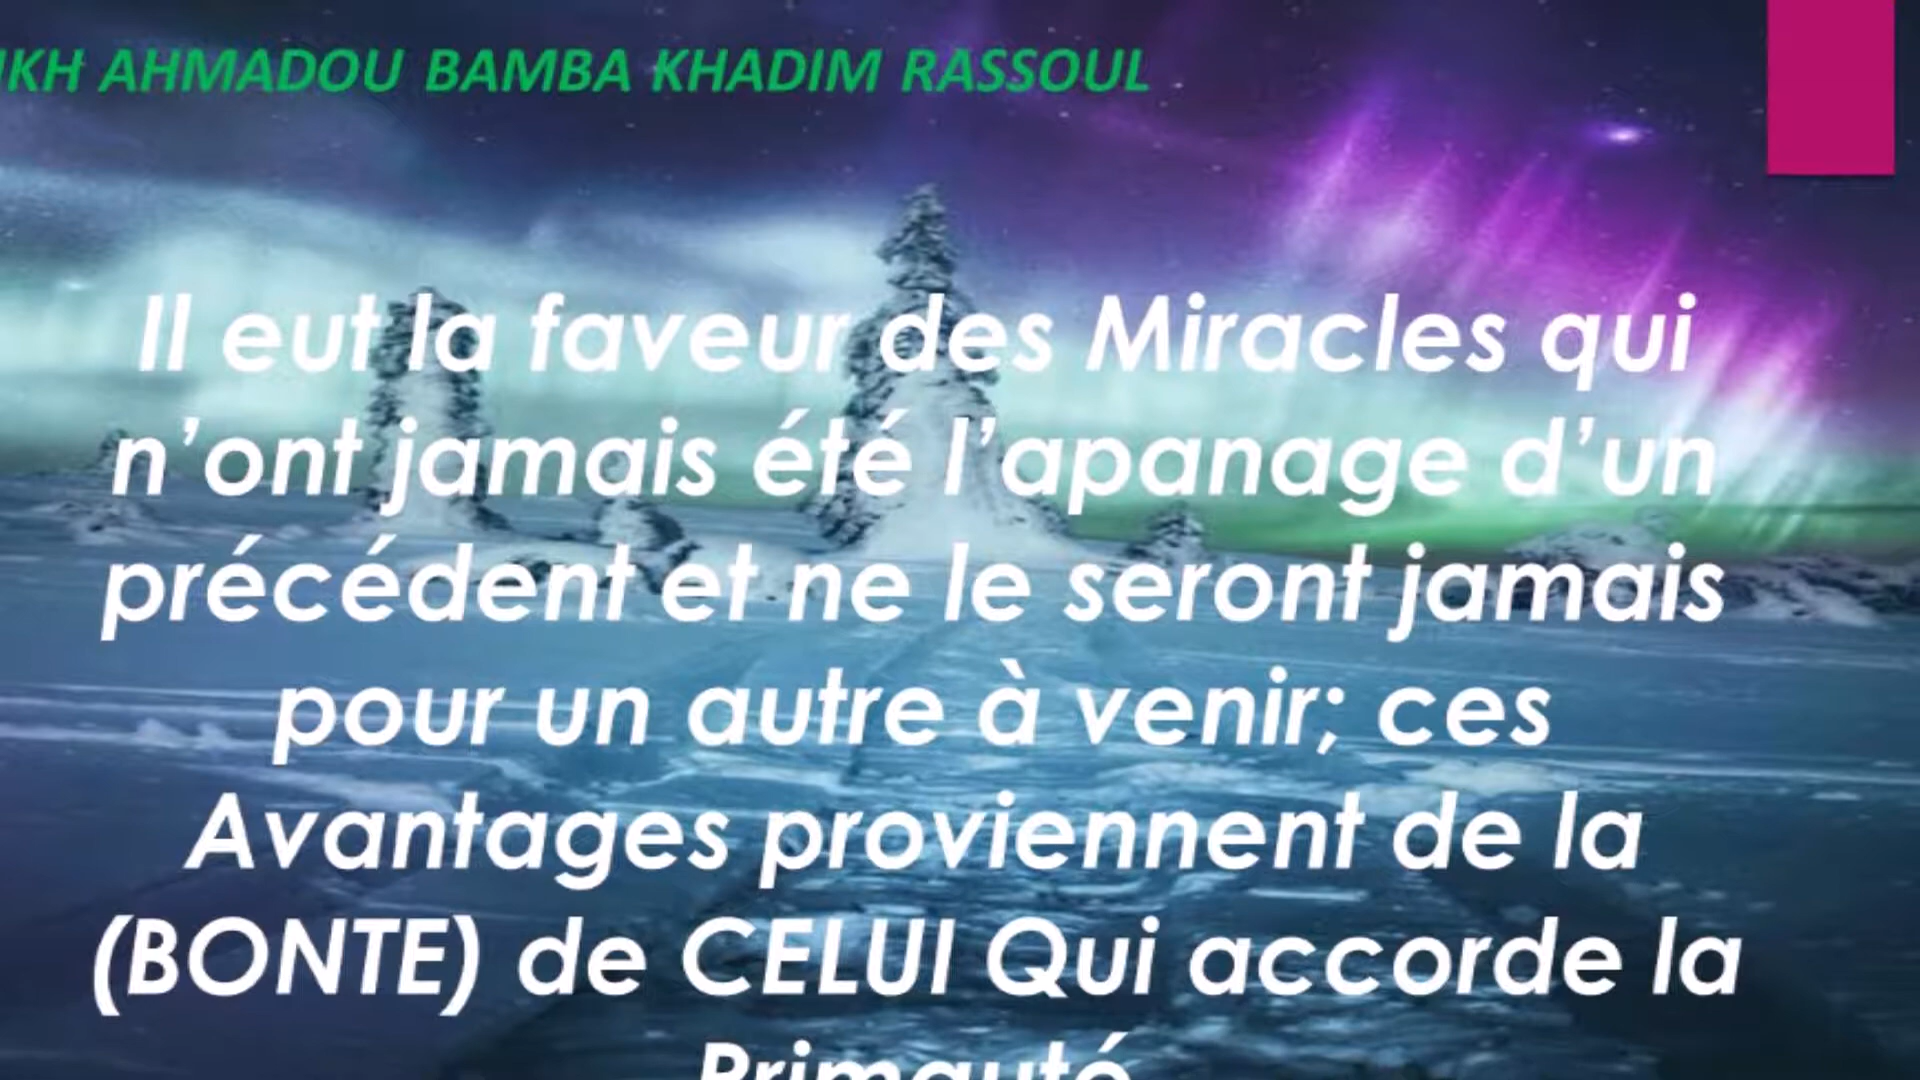 AHMADOU BAMBA KHADIM RASSOUL
Il eut la faveur des Miracles qui
n’ont jamais été l’apanage d’un
précédent et ne le seront jamais
pour un autre à venir; ces
Avantages proviennent de la
(BONTE) de CELUI Qui accorde la
Primauté